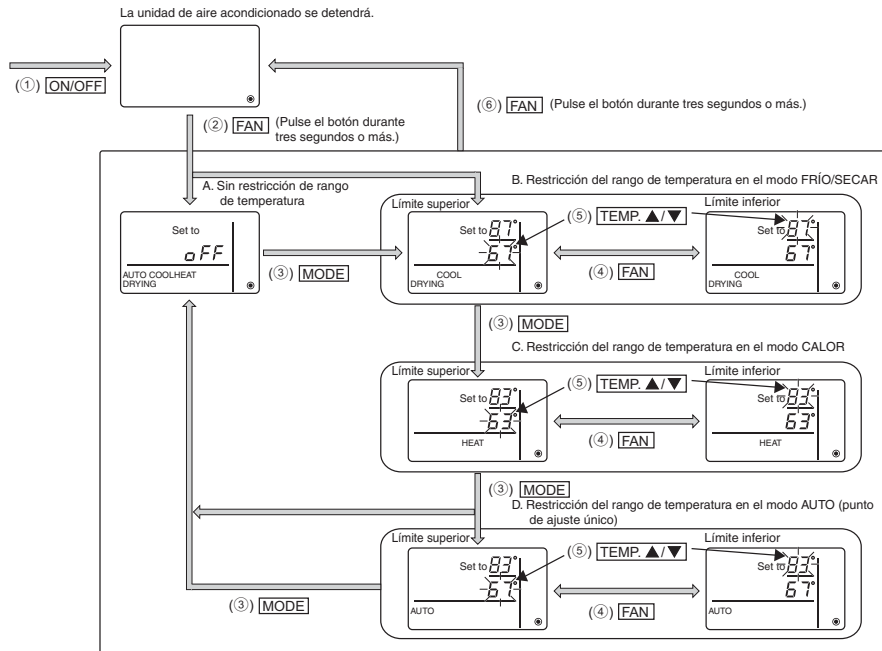 La unidad de aire acondicionado se detendrá.
(①) ON/OFF
(②) FAN (Pulse el botón durante
tres segundos o más.)
(⑥) FAN (Pulse el botón durante tres segundos o más.)
A. Sin restricción de rango
de temperatura
Set to
oFF
AUTO COOLHEAT
DRYING
(③) MODE
B. Restricción del rango de temperatura en el modo FRÍO/SECAR
Límite superior
Set to 87°
67°
COOL
DRYING
(⑤) TEMP. ▲/▼
(④) FAN
Límite inferior
Set to 87°
67°
COOL
DRYING
(③) MODE
C. Restricción del rango de temperatura en el modo CALOR
Límite superior
Set to 83°
63°
HEAT
(⑤) TEMP. ▲/▼
(④) FAN
Límite inferior
Set to 83°
63°
HEAT
(③) MODE
D. Restricción del rango de temperatura en el modo AUTO (punto
de ajuste único)
Límite superior
Set to 83°
67°
AUTO
(⑤) TEMP. ▲/▼
(④) FAN
Límite inferior
Set to 83°
67°
AUTO
(③) MODE